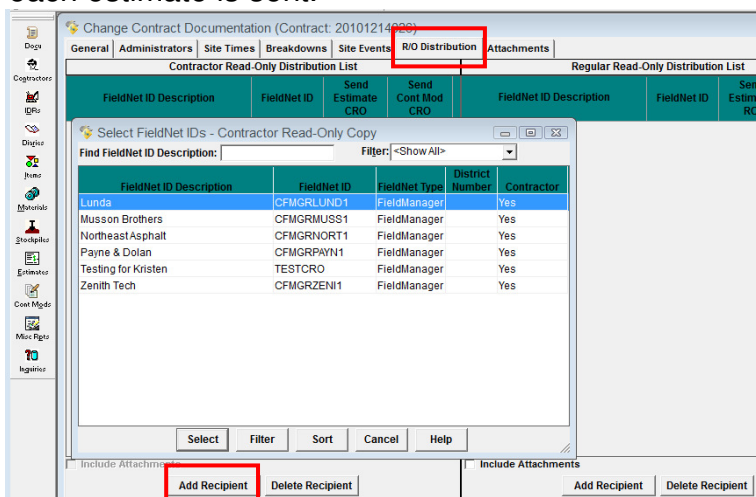 each estimate is sent.
Change Contract Documentation (Contract: 20101214026)
General Administrators Site Times Breakdowns Site Events R/O Distribution Attachments
Contractor Read-Only Distribution List
Regular Read-Only Distribution List
FieldNet ID Description FieldNet ID Send Estimate CRO Send Cont Mod CRO
FieldNet ID Description FieldNet ID
Docu
Contractors
IDRs
Diaries
Items
Materials
Stockpiles
Estimates
Cont Mods
Misc Rpts
Inquiries
Select FieldNet IDs - Contractor Read-Only Copy
Find FieldNet ID Description: Filter: <Show All>
FieldNet ID Description FieldNet ID FieldNet Type District Number Contractor
Lunda CFMGRLUND1 FieldManager Yes
Musson Brothers CFMGRMUSS1 FieldManager Yes
Northeast Asphalt CFMGRNORT1 FieldManager Yes
Payne & Dolan CFMGRPAYN1 FieldManager Yes
Testing for Kristen TESTCRO FieldManager Yes
Zenith Tech CFMGRZENI1 FieldManager Yes
Select Filter Sort Cancel Help
Include Attachments
Include Attachments
Add Recipient Delete Recipient
Add Recipient Delete Recipient